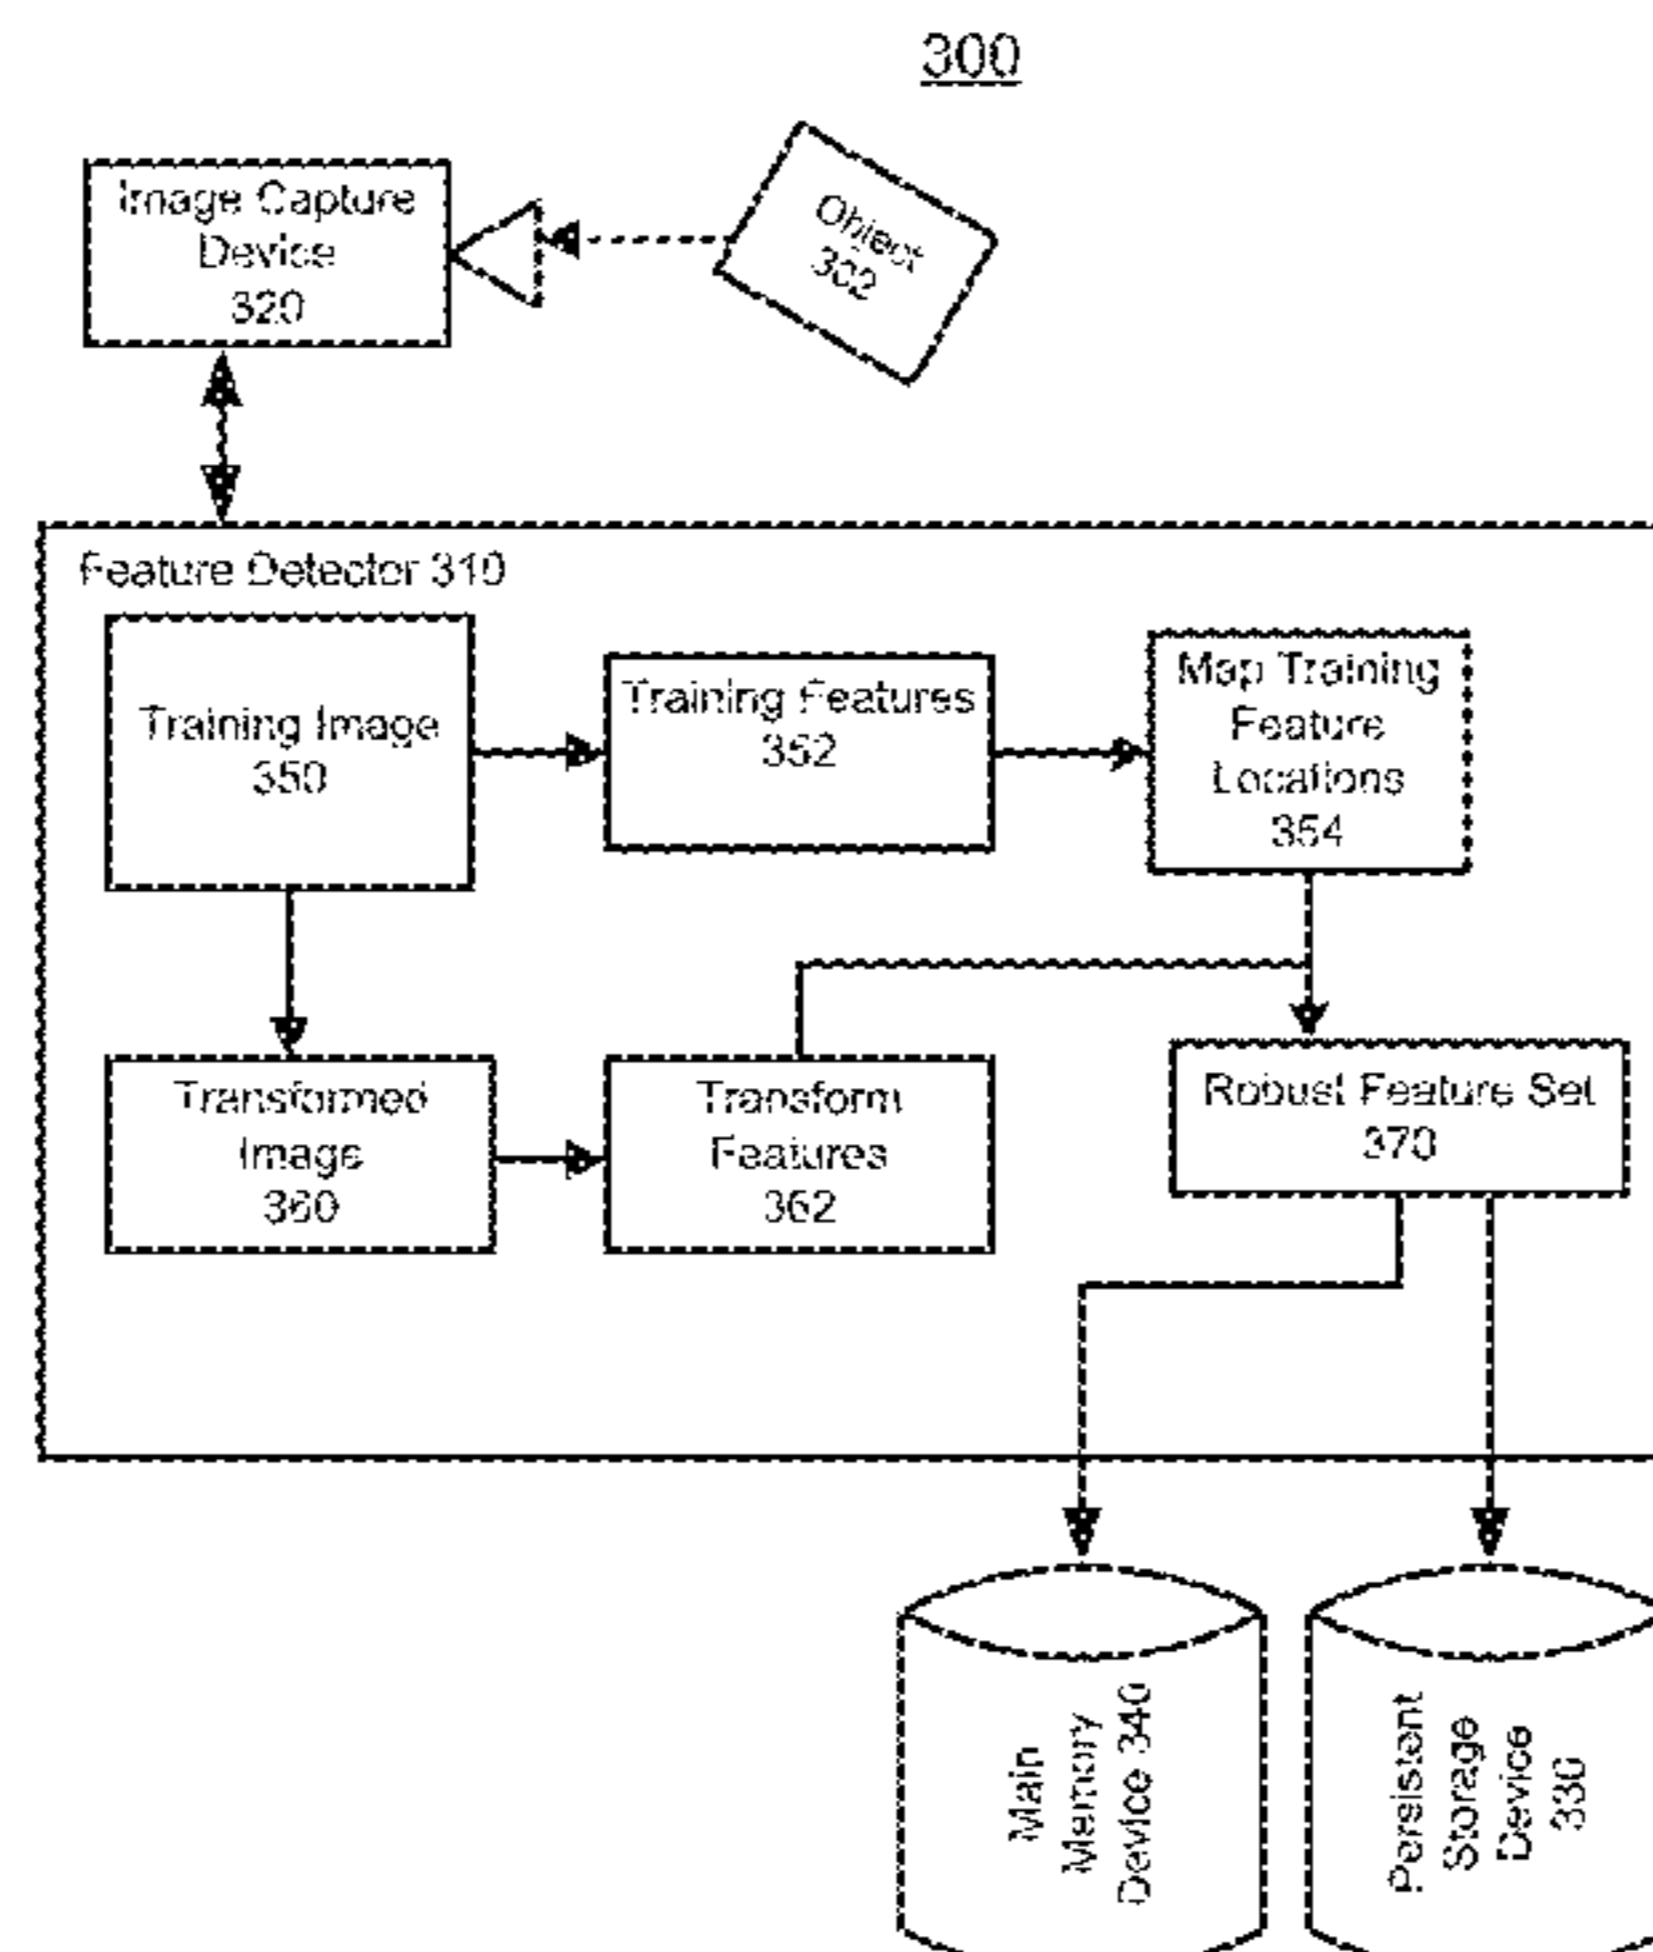 300
Image Capture
Device
320
Object
302
Feature Detector 310
Training Image
350
Training Features
352
Map Training
Feature
Locations
354
Transformed
Image
360
Transform
Features
362
Robust Feature Set
370
Main
Memory
Device 340
Persistent
Storage
Device
330